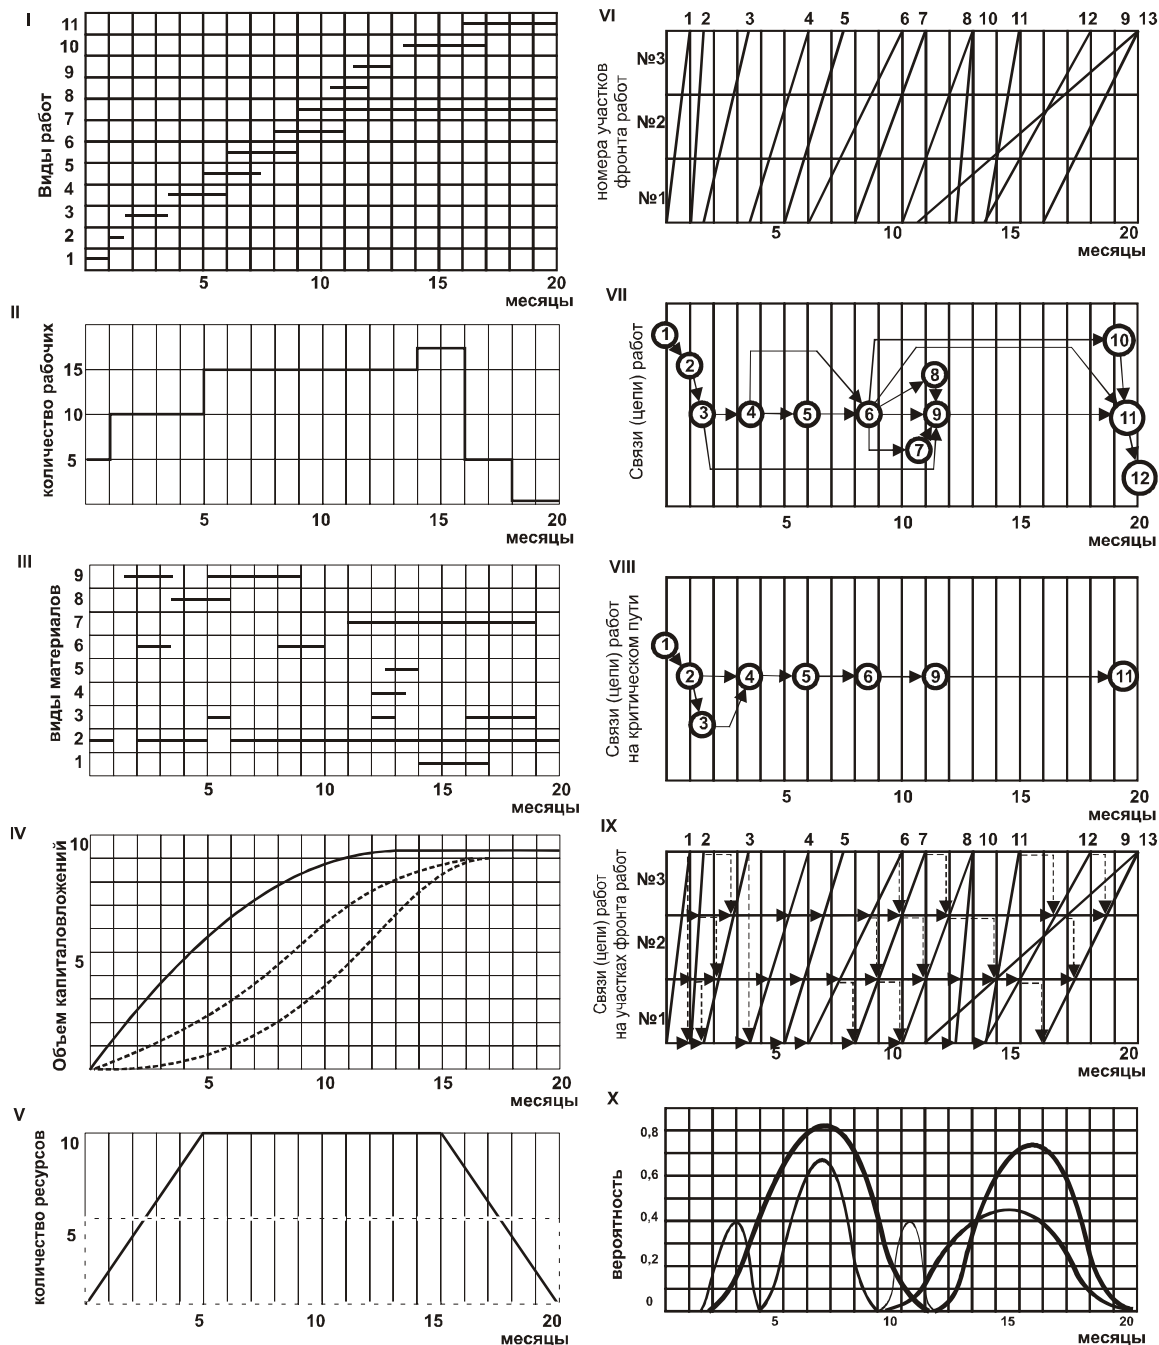 I
Виды работ
11
10
9
8
7
6
5
4
3
2
1
5 10 15 20
месяцы
II
количество рабочих
15
10
5
5 10 15 20
месяцы
III
виды материалов
9
8
7
6
5
4
3
2
1
5 10 15 20
месяцы
IV
Объем капиталовложений
10
5
5 10 15 20
месяцы
V
количество ресурсов
10
5
5 10 15 20
месяцы
VI
1 2 3 4 5 6 7 8 10 11 12 9 13
номера участков
фронта работ
№3
№2
№1
5 10 15 20
месяцы
VII
Связи (цепи) работ
1
2
3 4 5 6
7
8
9
10
11
12
5 10 15 20
месяцы
VIII
Связи (цепи) работ
на критическом пути
1
2 4 5 6 9 11
3
5 10 15 20
месяцы
IX
1 2 3 4 5 6 7 8 10 11 12 9 13
Связи (цепи) работ
на участках фронта работ
№3
№2
№1
5 10 15 20
месяцы
X
вероятность
0,8
0,6
0,4
0,2
0
5 10 15 20
месяцы